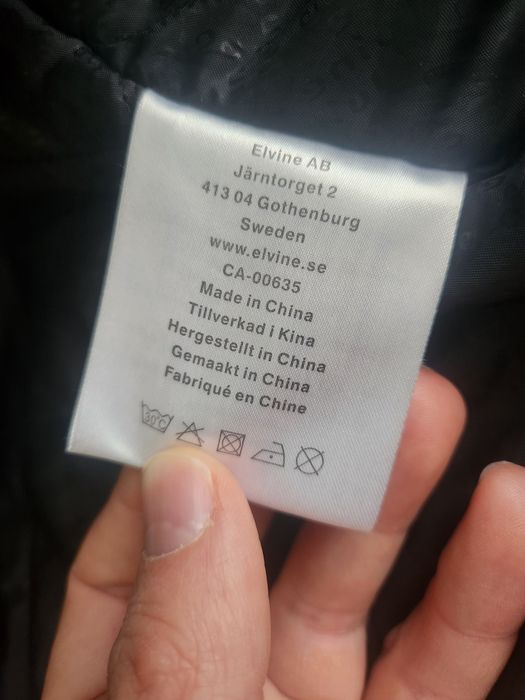 Elvine AB
Järntorget 2
413 04 Gothenburg
Sweden
www.elvine.se
CA-00635
Made in China
Tillverkad i Kina
Hergestellt in China
Gemaakt in China
Fabriqué en Chine
30°C